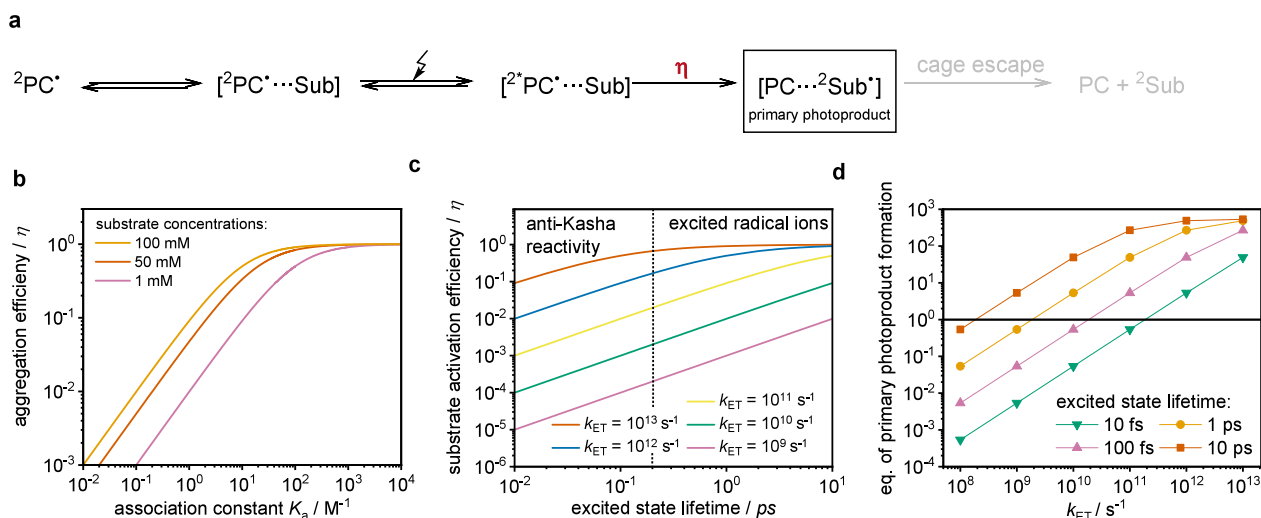 a
²PC• [²PC•···Sub] [²*PC•···Sub] η [PC···²Sub•] cage escape PC + ²Sub
primary photoproduct
b
substrate concentrations:
100 mM
50 mM
1 mM
aggregation efficiency / η
10⁰
10⁻¹
10⁻²
10⁻³
10⁻² 10⁻¹ 10⁰ 10¹ 10² 10³ 10⁴
association constant Kₐ / M⁻¹
c
anti-Kasha
reactivity
excited radical ions
substrate activation efficiency / η
10⁰
10⁻¹
10⁻²
10⁻³
10⁻⁴
10⁻⁵
10⁻⁶
k_ET = 10¹³ s⁻¹
k_ET = 10¹² s⁻¹
k_ET = 10¹¹ s⁻¹
k_ET = 10¹⁰ s⁻¹
k_ET = 10⁹ s⁻¹
10⁻² 10⁻¹ 10⁰ 10¹
excited state lifetime / ps
d
eq. of primary photoproduct formation
10³
10²
10¹
10⁰
10⁻¹
10⁻²
10⁻³
10⁻⁴
excited state lifetime:
10 fs
100 fs
1 ps
10 ps
10⁸ 10⁹ 10¹⁰ 10¹¹ 10¹² 10¹³
k_ET / s⁻¹